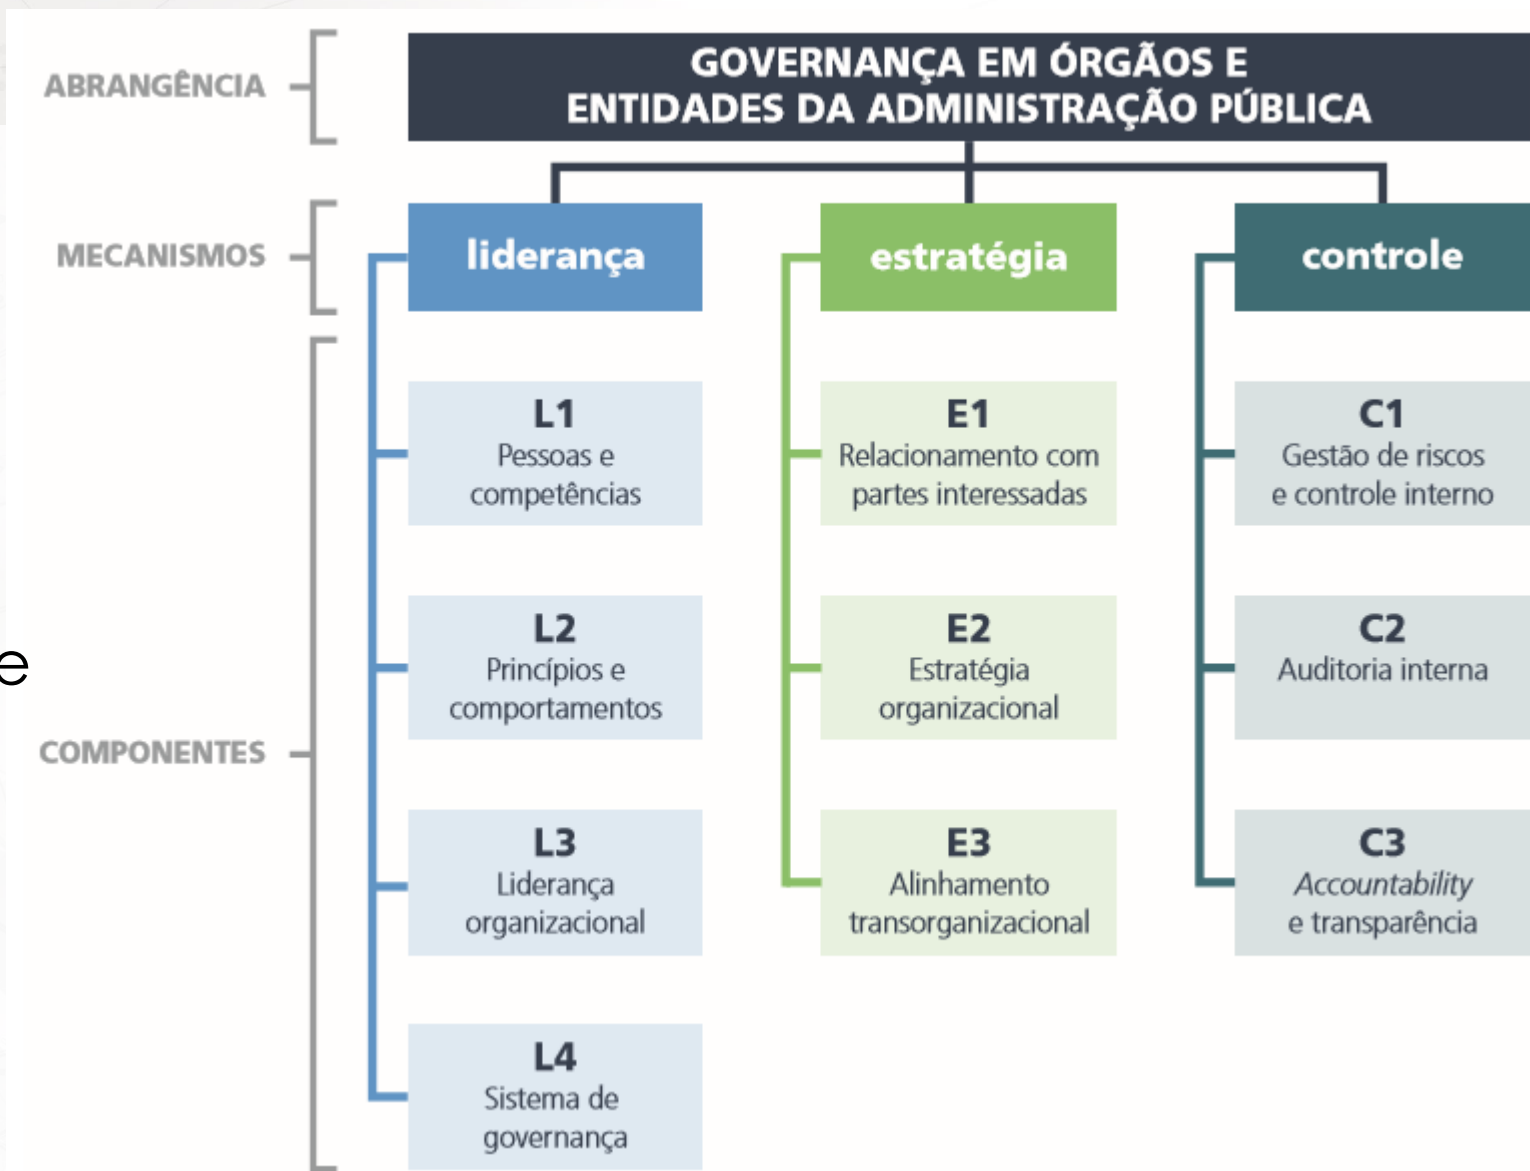 ABRANGÊNCIA
GOVERNANÇA EM ÓRGÃOS E
ENTIDADES DA ADMINISTRAÇÃO PÚBLICA
MECANISMOS
liderança
estratégia
controle
COMPONENTES
L1
Pessoas e
competências
L2
Princípios e
comportamentos
L3
Liderança
organizacional
L4
Sistema de
governança
E1
Relacionamento com
partes interessadas
E2
Estratégia
organizacional
E3
Alinhamento
transorganizacional
C1
Gestão de riscos
e controle interno
C2
Auditoria interna
C3
Accountability
e transparência
e